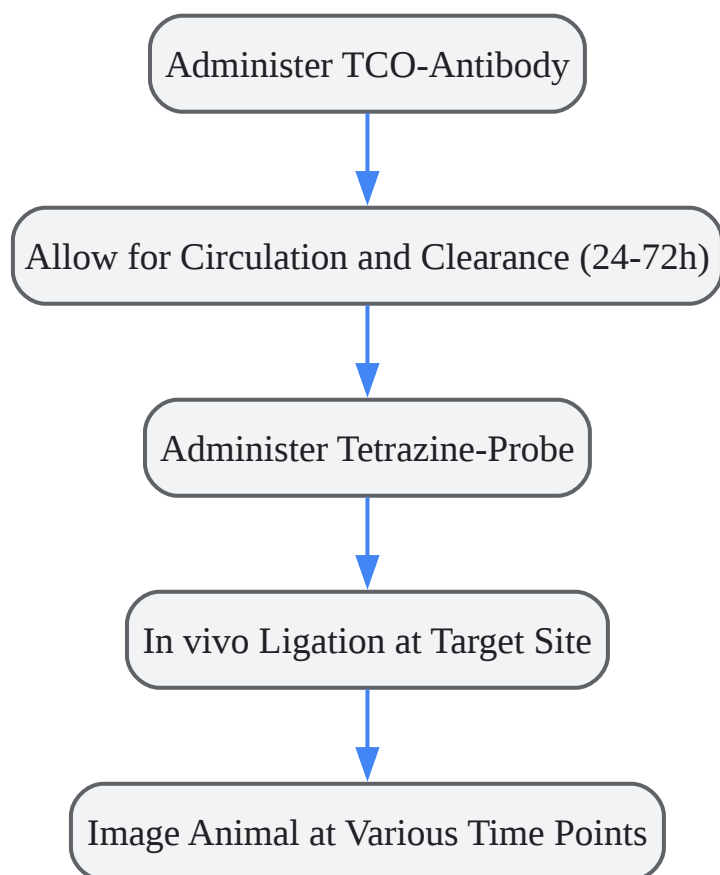 Administer TCO-Antibody
Allow for Circulation and Clearance (24-72h)
Administer Tetrazine-Probe
In vivo Ligation at Target Site
Image Animal at Various Time Points